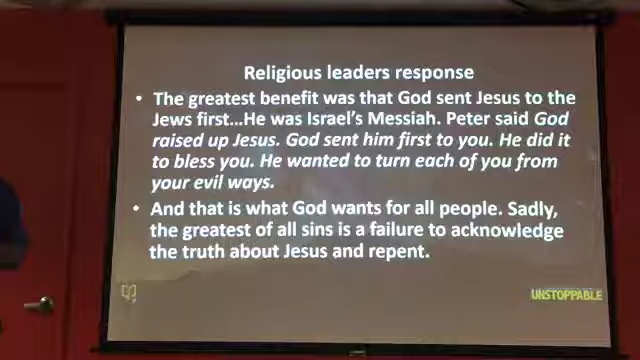 Religious leaders response
• The greatest benefit was that God sent Jesus to the
Jews first...He was Israel's Messiah. Peter said God
raised up Jesus. God sent him first to you. He did it
to bless you. He wanted to turn each of you from
your evil ways.
• And that is what God wants for all people. Sadly,
the greatest of all sins is a failure to acknowledge
the truth about Jesus and repent.
UNSTOPPABLE